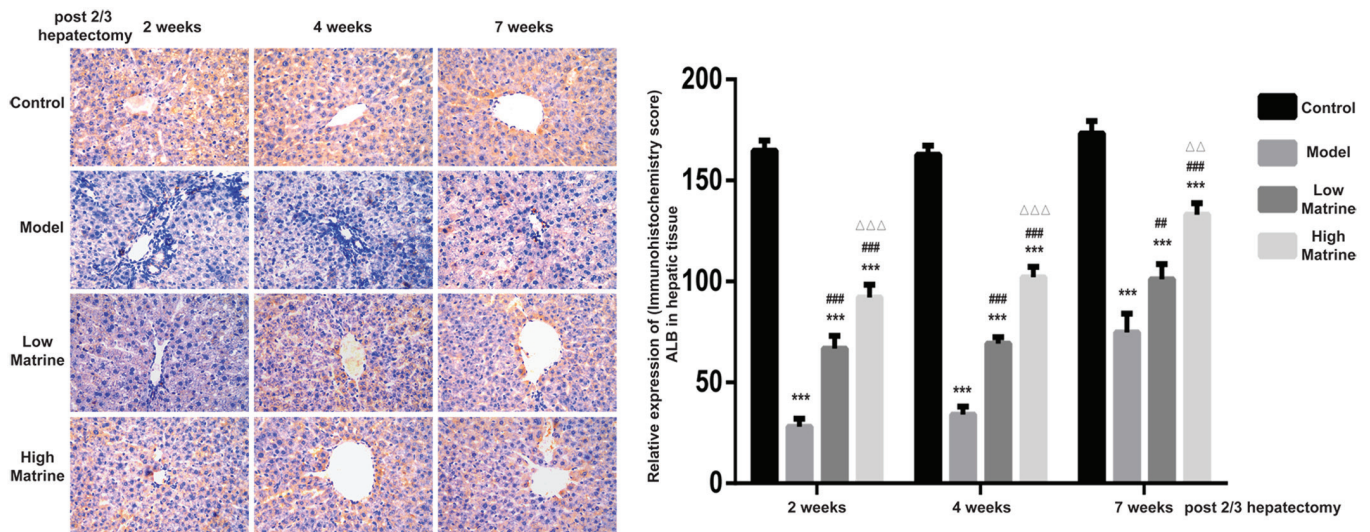 post 2/3
hepatectomy
2 weeks
4 weeks
7 weeks
Control
Model
Low
Matrine
High
Matrine
Relative expression of (Immunohistochemistry score)
ALB in hepatic tissue
200
150
100
50
0
***
###
***
△△△
###
***
***
###
***
△△△
###
***
***
##
***
△△
###
***
2 weeks
4 weeks
7 weeks
post 2/3 hepatectomy
Control
Model
Low
Matrine
High
Matrine